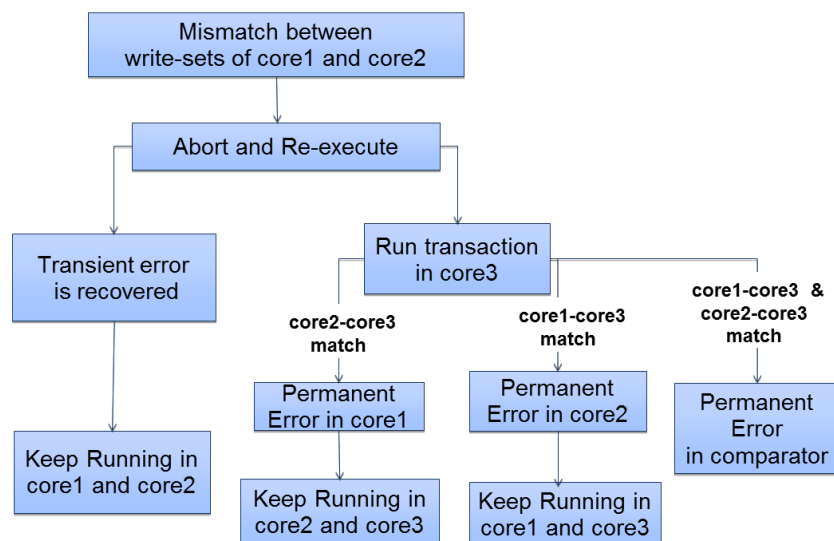 Mismatch between
write-sets of core1 and core2
Abort and Re-execute
Transient error
is recovered
Run transaction
in core3
core2-core3
match
core1-core3
match
core1-core3 &
core2-core3
match
Permanent
Error in core1
Permanent
Error in core2
Permanent
Error
in comparator
Keep Running in
core1 and core2
Keep Running in
core2 and core3
Keep Running in
core1 and core3